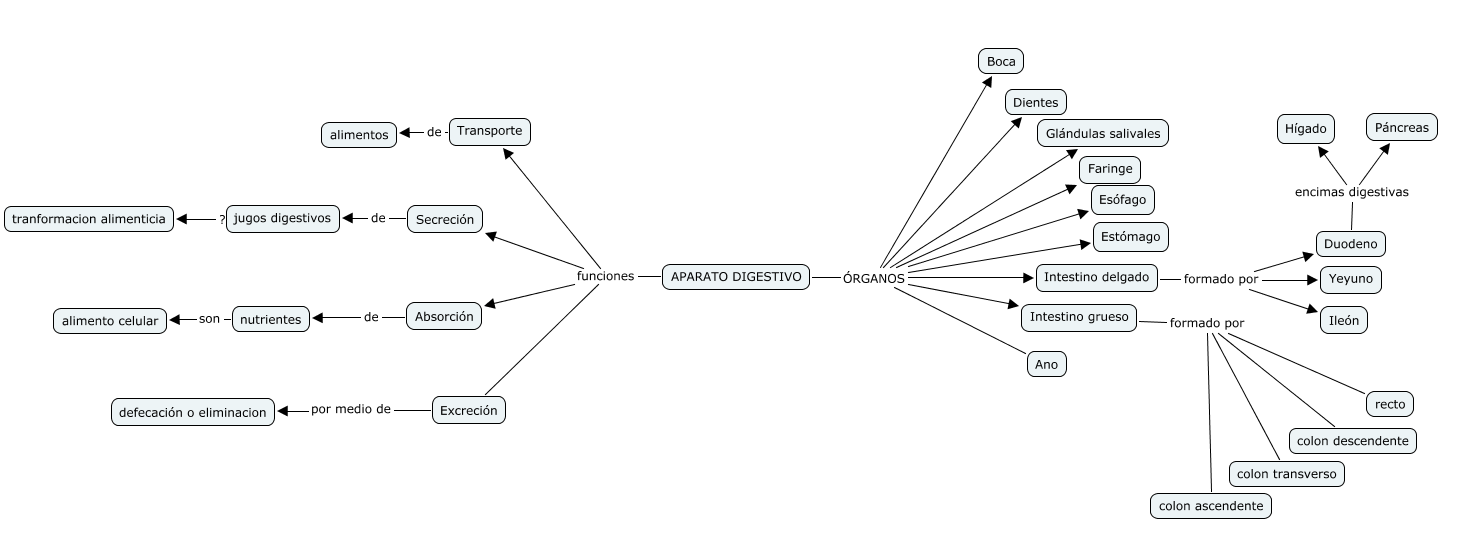 Boca
Dientes
Glándulas salivales
Faringe
Esófago
Estómago
Hígado
Páncreas
encimas digestivas
Transporte
de
alimentos
tranformacion alimenticia
?
jugos digestivos
de
Secreción
funciones
APARATO DIGESTIVO
ÓRGANOS
Intestino delgado
formado por
Duodeno
Yeyuno
Ileón
alimento celular
son
nutrientes
de
Absorción
Intestino grueso
formado por
Ano
defecación o eliminacion
por medio de
Excreción
recto
colon descendente
colon transverso
colon ascendente